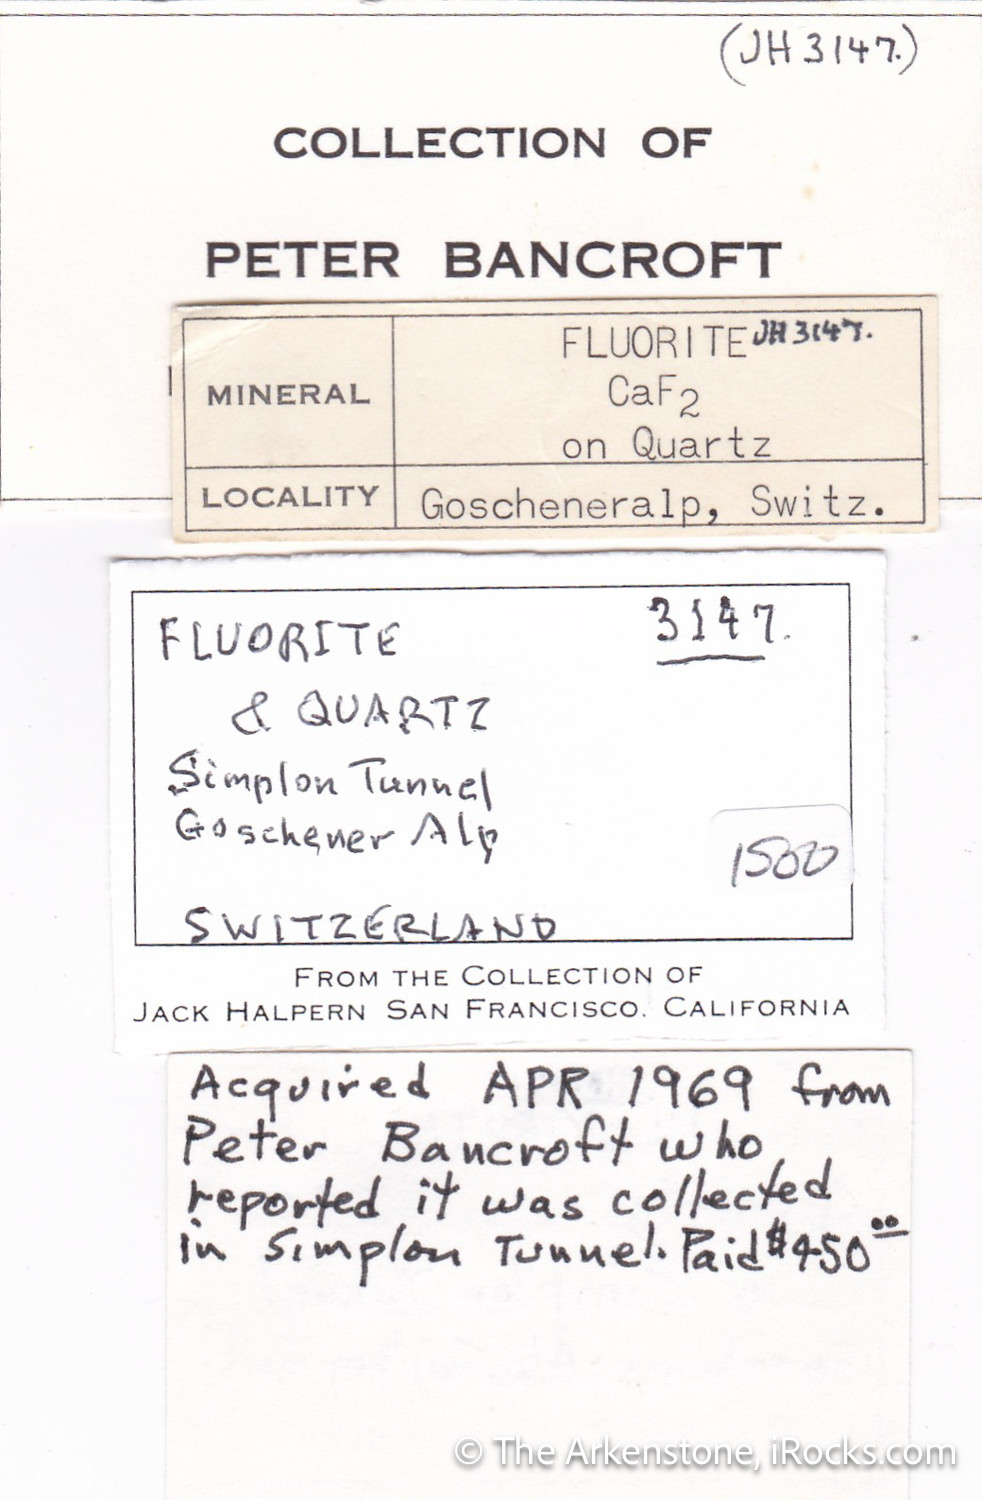 (JH 3147.)
COLLECTION OF
PETER BANCROFT
MINERAL
FLUORITE JH 3147.
CaF2
on Quartz
LOCALITY
Goscheneralp, Switz.
FLUORITE 3147.
& QUARTZ
Simplon Tunnel
Goschener Alp
1500
SWITZERLAND
FROM THE COLLECTION OF
JACK HALPERN SAN FRANCISCO. CALIFORNIA
Acquired APR 1969 from
Peter Bancroft who
reported it was collected
in Simplon Tunnel. Paid $450.00
© The Arkenstone, iRocks.com